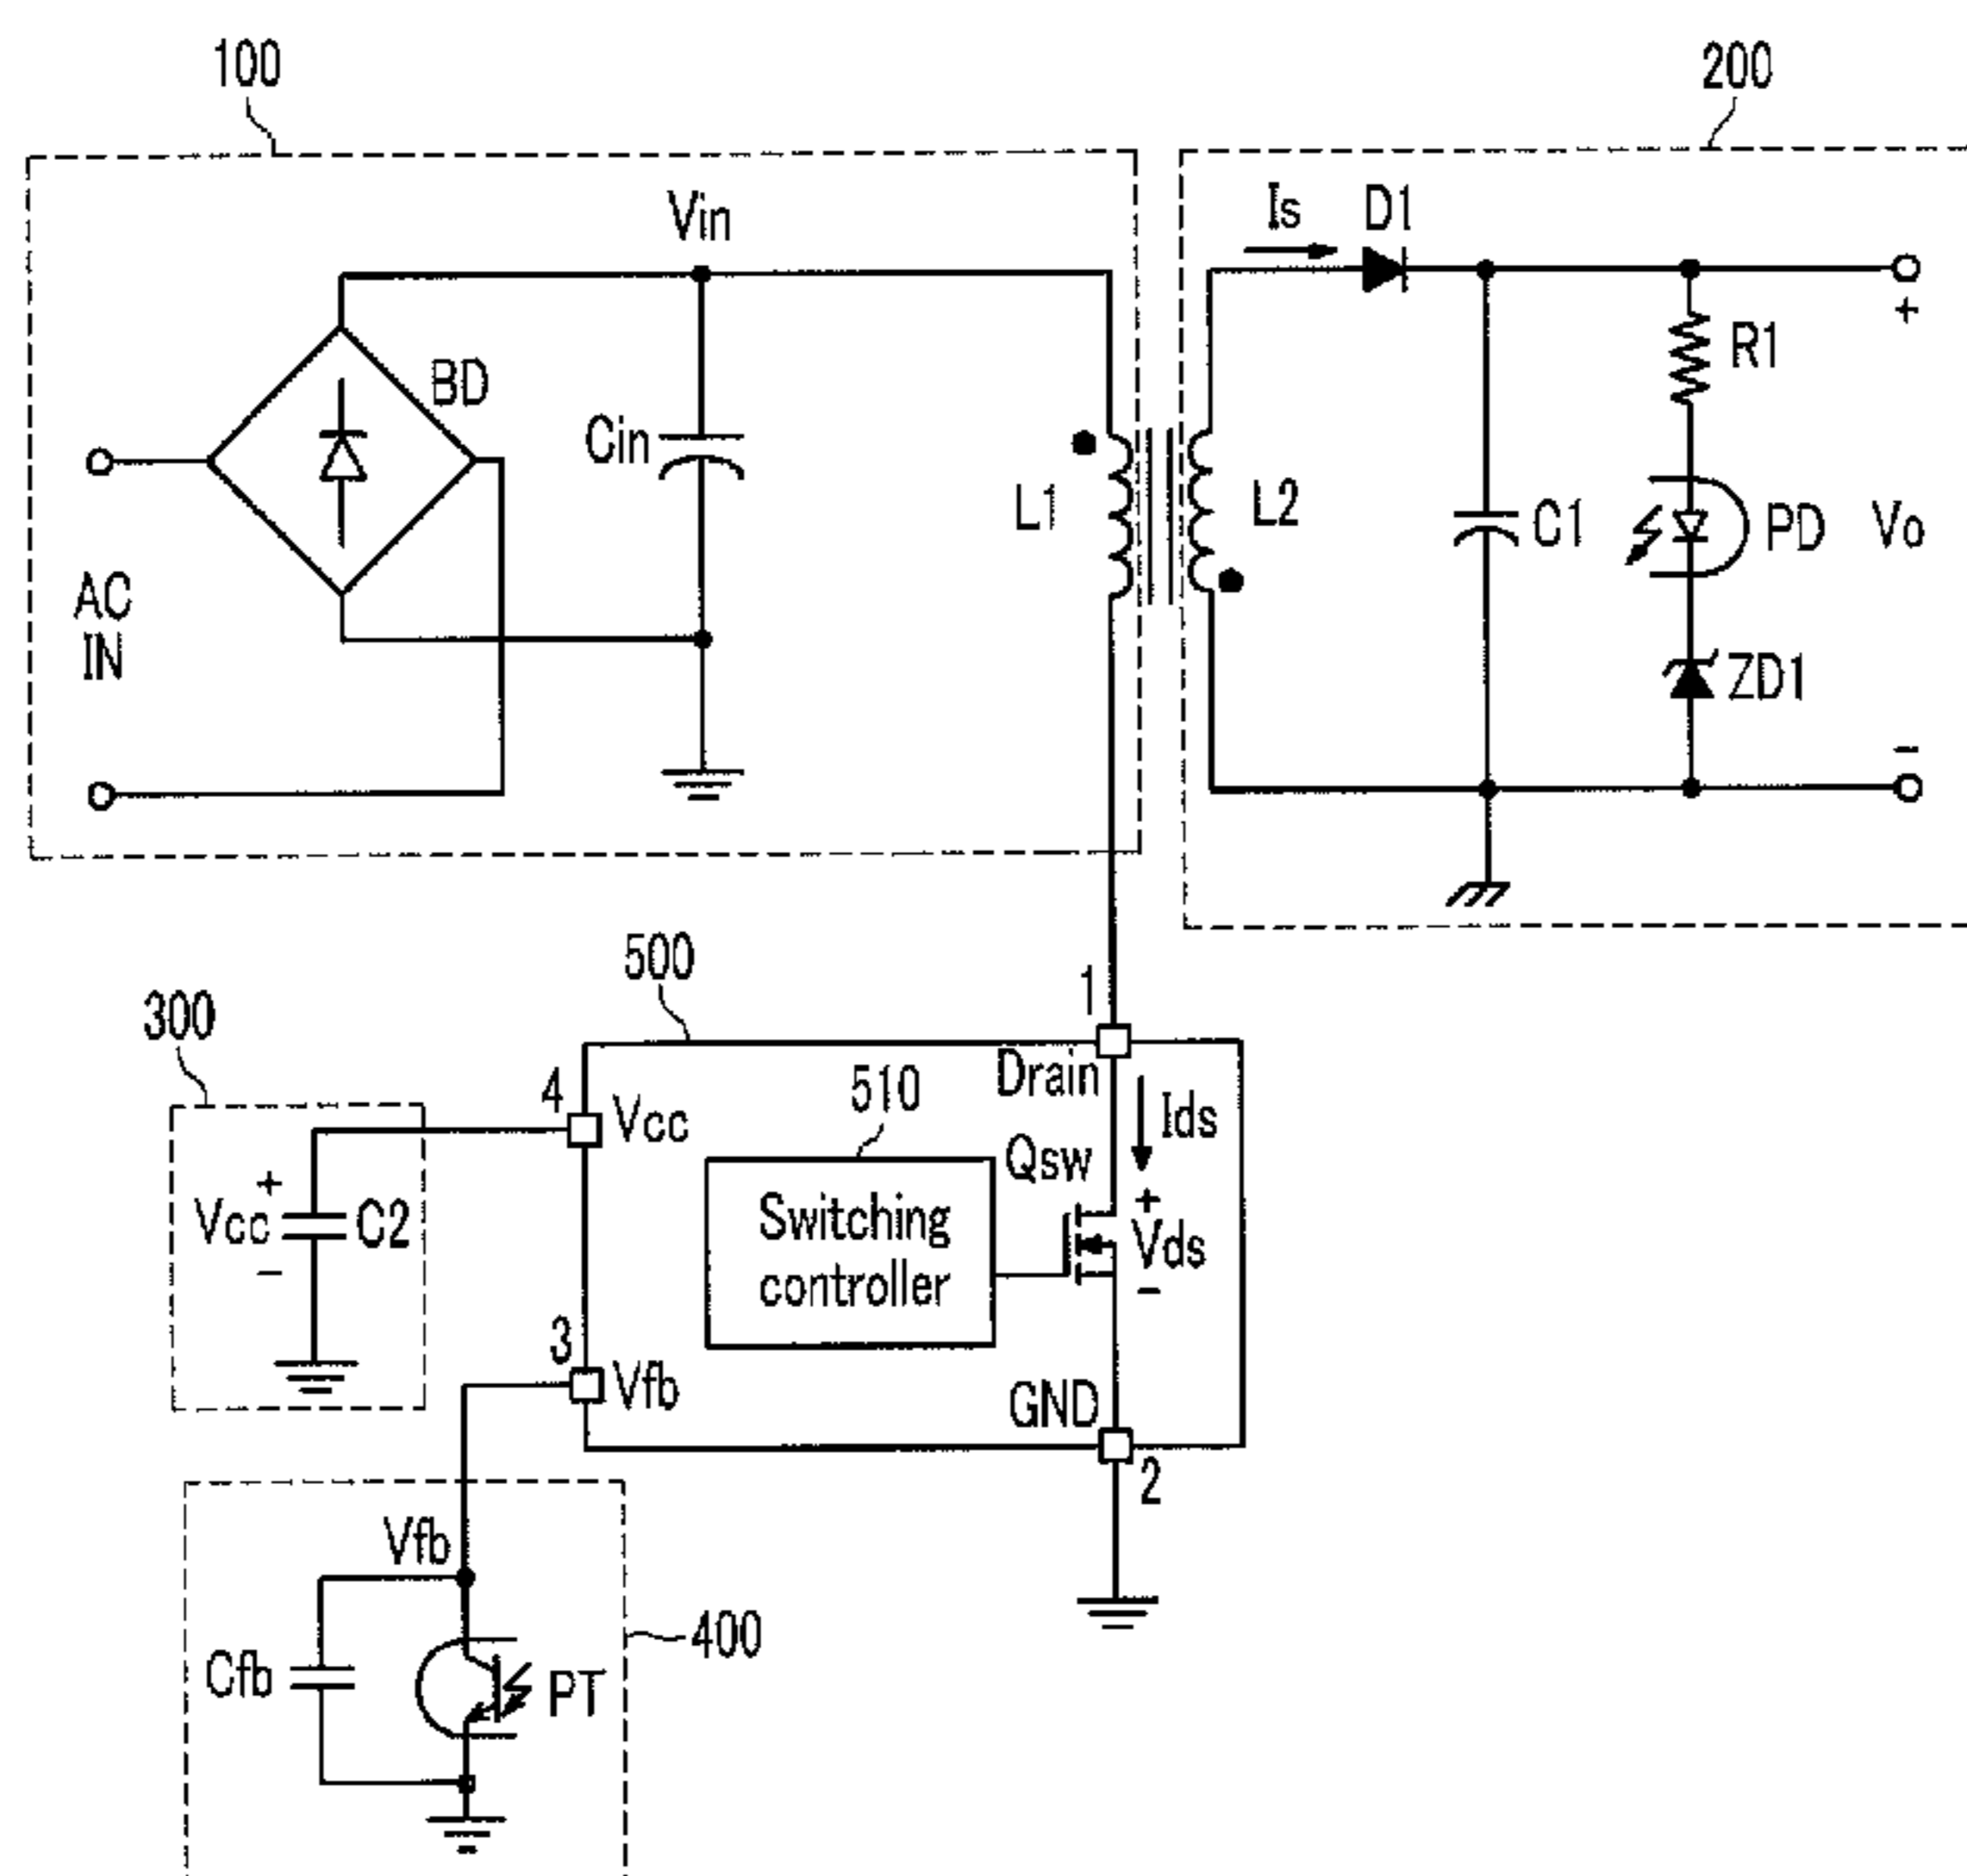 100
200
Vin
Is
D1
BD
Cin
L1
L2
C1
R1
+
PD
Vo
ZD1
-
AC
IN
500
1
300
4
Vcc
510
Drain
Ids
Qsw
+
Vcc
C2
-
Switching
controller
+
Vds
-
3
Vfb
GND
2
Vfb
400
Cfb
PT